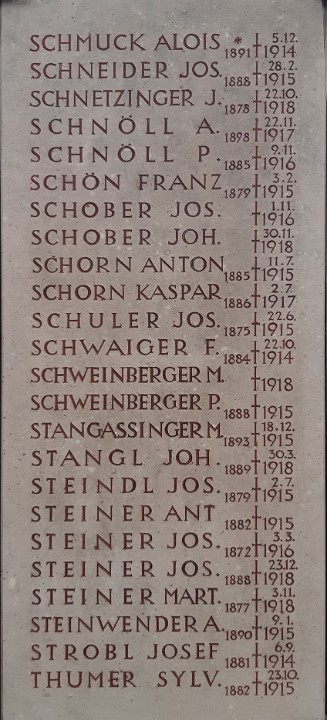 SCHMUCK ALOIS * 1891 † 5.12. 1914
SCHNEIDER JOS. 1888 † 28.2. 1915
SCHNETZINGER J. 1878 † 22.10. 1918
SCHNÖLL A. 1898 † 22.11. 1917
SCHNÖLL P. 1885 † 9.11. 1916
SCHÖN FRANZ 1879 † 3.2. 1915
SCHOBER JOS. † 1.11. 1916
SCHOBER JOH. † 30.11. 1918
SCHORN ANTON 1885 † 11.7. 1915
SCHORN KASPAR 1886 † 2.7. 1917
SCHULER JOS. 1875 † 22.6. 1915
SCHWAIGER F. 1884 † 22.10. 1914
SCHWEINBERGER M. † 1918
SCHWEINBERGER P. 1888 † 1915
STANGASSINGER M. 1893 † 18.12. 1915
STANGL JOH. 1889 † 30.3. 1918
STEINDL JOS. 1879 † 2.7. 1915
STEINER ANT 1882 † 1915
STEINER JOS. 1872 † 3.3. 1916
STEINER JOS. 1888 † 23.12. 1918
STEINER MART. 1877 † 3.11. 1918
STEINWENDER A. 1890 † 9.1. 1915
STROBL JOSEF 1881 † 6.9. 1914
THUMER SYLV. 1882 † 23.10. 1915